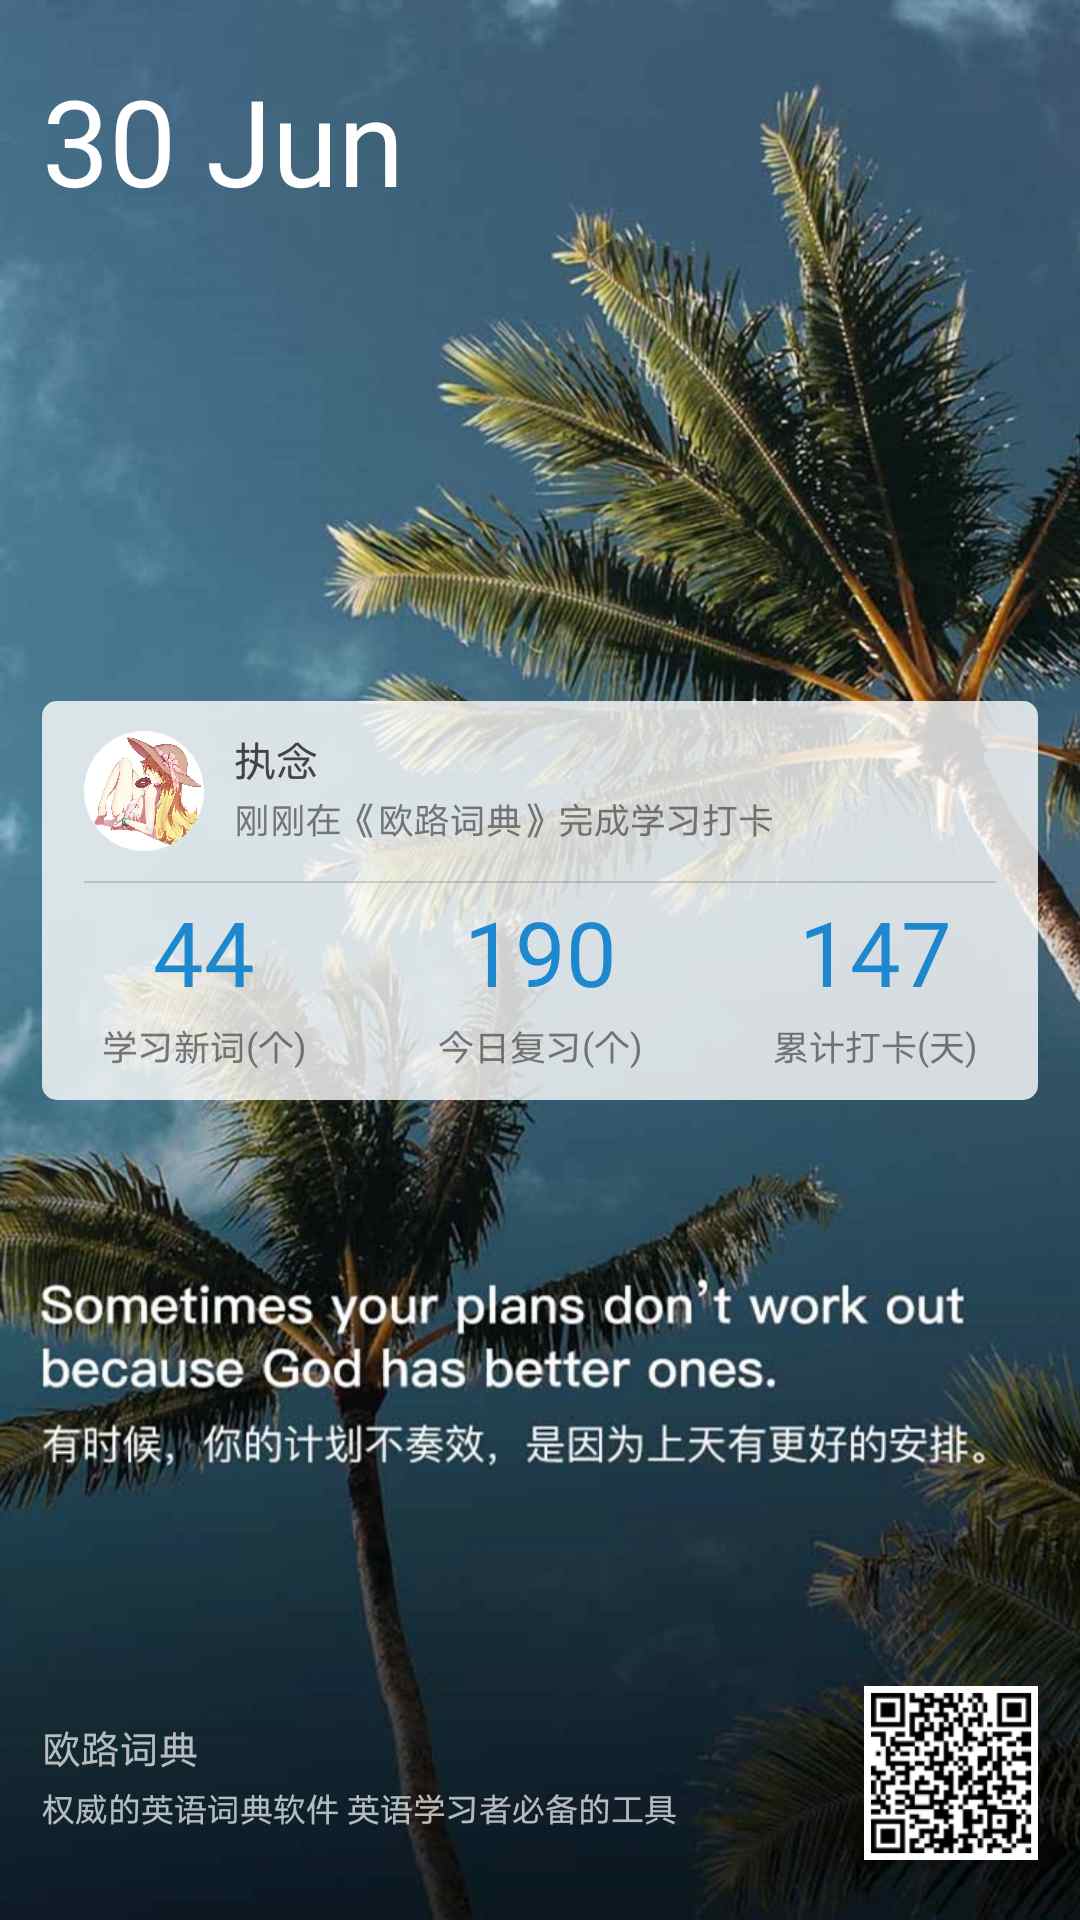 30 Jun
执念
刚刚在《欧路词典》完成学习打卡
44 190 147
学习新词(个) 今日复习(个) 累计打卡(天)
Sometimes your plans don't work out
because God has better ones.
有时候，你的计划不奏效，是因为上天有更好的安排。
欧路词典
权威的英语词典软件 英语学习者必备的工具